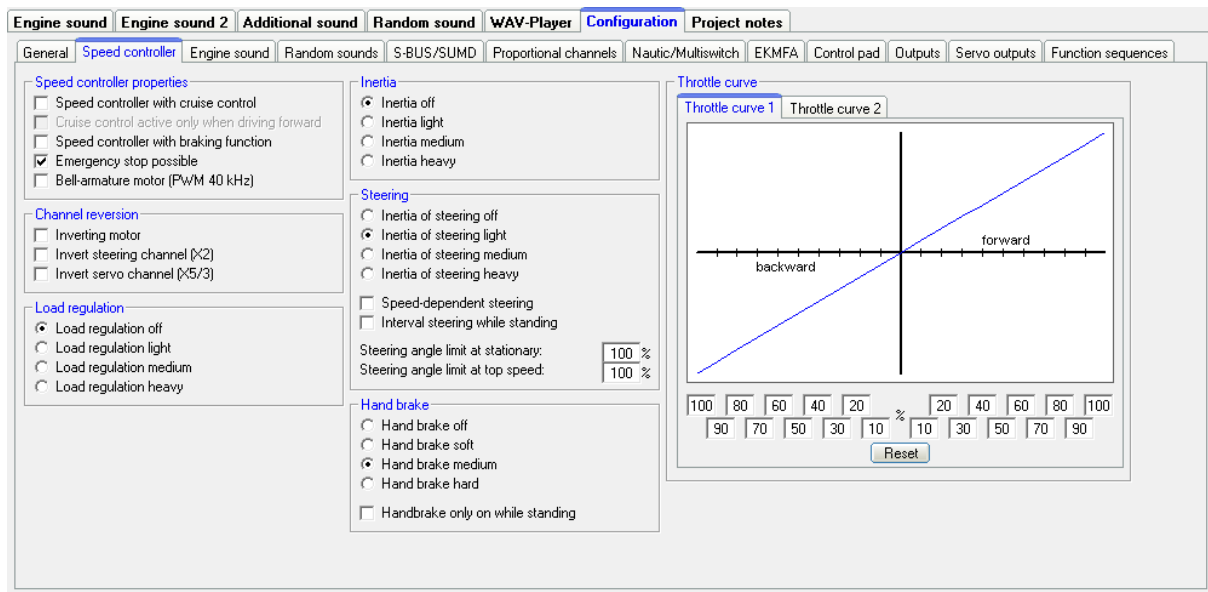 Engine sound Engine sound 2 Additional sound Random sound WAV-Player Configuration Project notes
General Speed controller Engine sound Random sounds S-BUS/SUMD Proportional channels Nautic/Multiswitch EKMFA Control pad Outputs Servo outputs Function sequences
Speed controller properties
Speed controller with cruise control
Cruise control active only when driving forward
Speed controller with braking function
Emergency stop possible
Bell-armature motor (PWM 40 kHz)
Channel reversion
Inverting motor
Invert steering channel (X2)
Invert servo channel (X5/3)
Load regulation
Load regulation off
Load regulation light
Load regulation medium
Load regulation heavy
Inertia
Inertia off
Inertia light
Inertia medium
Inertia heavy
Steering
Inertia of steering off
Inertia of steering light
Inertia of steering medium
Inertia of steering heavy
Speed-dependent steering
Interval steering while standing
Steering angle limit at stationary: 100 %
Steering angle limit at top speed: 100 %
Hand brake
Hand brake off
Hand brake soft
Hand brake medium
Hand brake hard
Handbrake only on while standing
Throttle curve
Throttle curve 1 Throttle curve 2
forward
backward
100 80 60 40 20 % 20 40 60 80 100
90 70 50 30 10 10 30 50 70 90
Reset